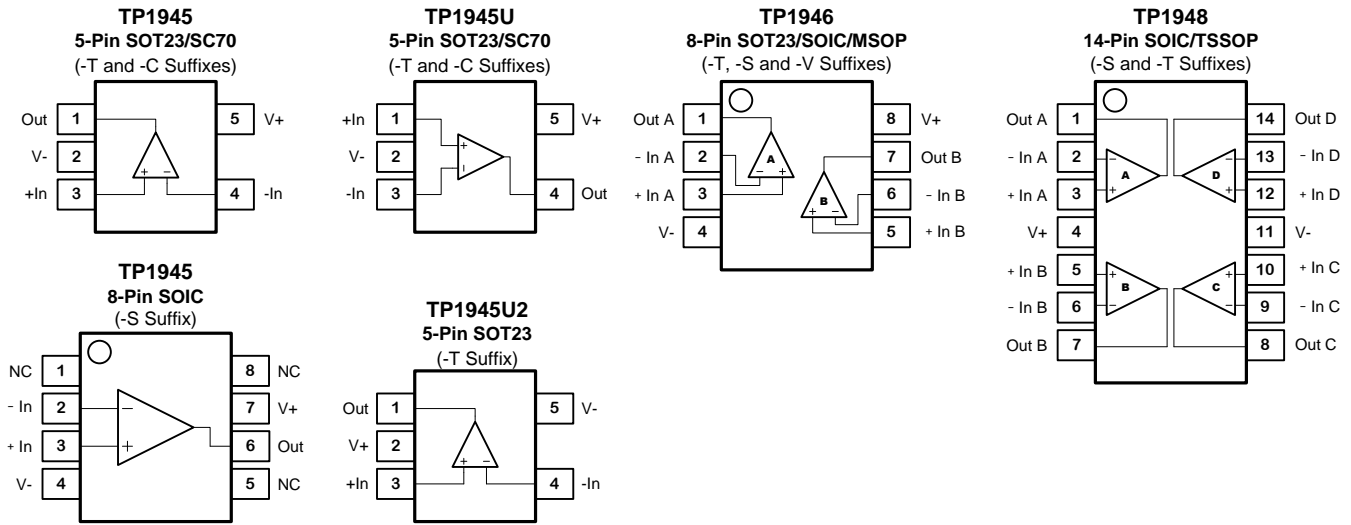 TP1945
5-Pin SOT23/SC70
(-T and -C Suffixes)
Out 1 5 V+
V- 2
+In 3 4 -In
+ −
TP1945U
5-Pin SOT23/SC70
(-T and -C Suffixes)
+In 1 5 V+
V- 2
-In 3 4 Out
+
−
TP1946
8-Pin SOT23/SOIC/MSOP
(-T, -S and -V Suffixes)
Out A 1 8 V+
- In A 2 7 Out B
+ In A 3 6 - In B
V- 4 5 + In B
A
− +
B
+ −
TP1948
14-Pin SOIC/TSSOP
(-S and -T Suffixes)
Out A 1 14 Out D
- In A 2 13 - In D
+ In A 3 12 + In D
V+ 4 11 V-
+ In B 5 10 + In C
- In B 6 9 - In C
Out B 7 8 Out C
− A + − D +
+ B − + C −
TP1945
8-Pin SOIC
(-S Suffix)
NC 1 8 NC
- In 2 7 V+
+ In 3 6 Out
V- 4 5 NC
−
+
TP1945U2
5-Pin SOT23
(-T Suffix)
Out 1 5 V-
V+ 2
+In 3 4 -In
+ −